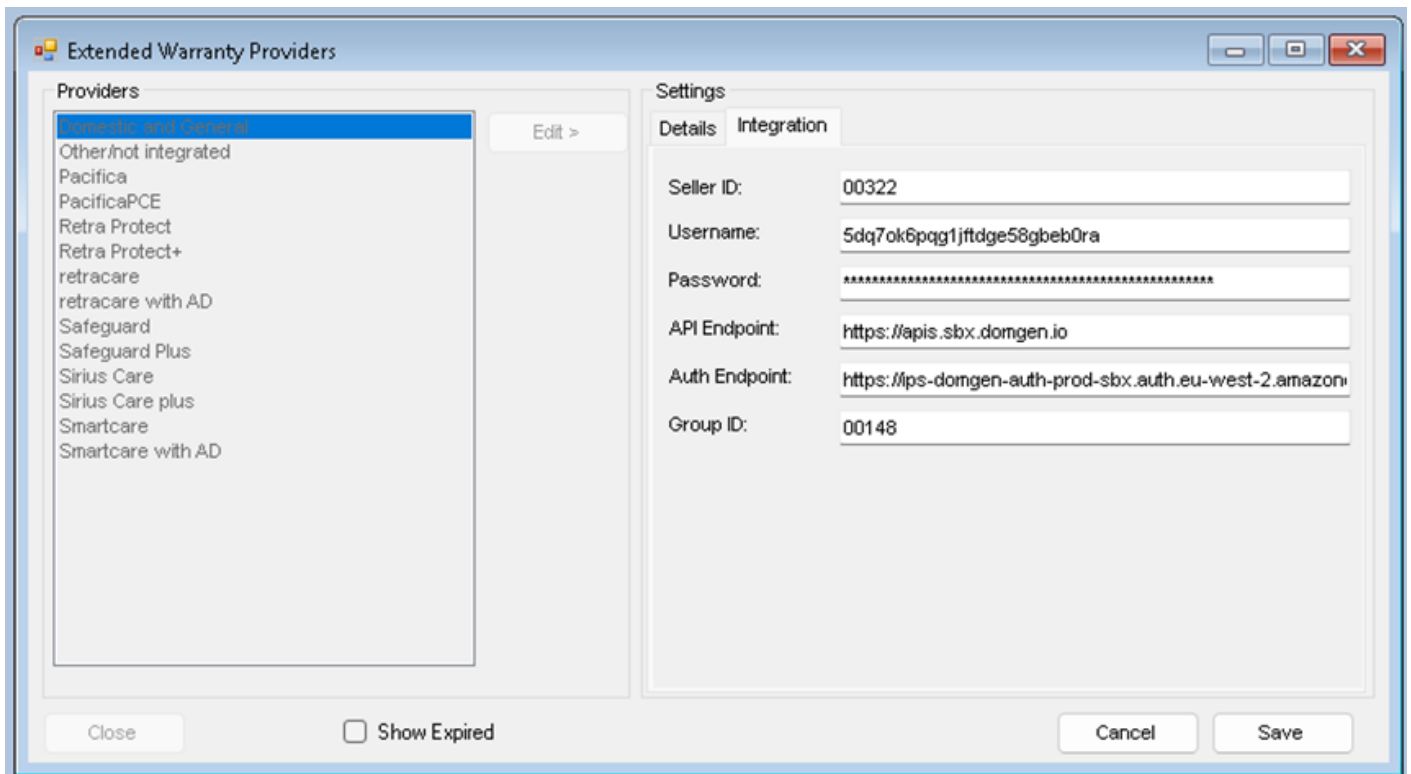 Extended Warranty Providers
Providers
Domestic and General
Other/not integrated
Pacifica
PacificaPCE
Retra Protect
Retra Protect+
retracare
retracare with AD
Safeguard
Safeguard Plus
Sirius Care
Sirius Care plus
Smartcare
Smartcare with AD
Edit >
Settings
Details Integration
Seller ID: 00322
Username: 5dq7ok6pqg1jftdge58gbeb0ra
Password: ****************************************************
API Endpoint: https://apis.sbx.domgen.io
Auth Endpoint: https://ips-domgen-auth-prod-sbx.auth.eu-west-2.amazon
Group ID: 00148
Close Show Expired Cancel Save